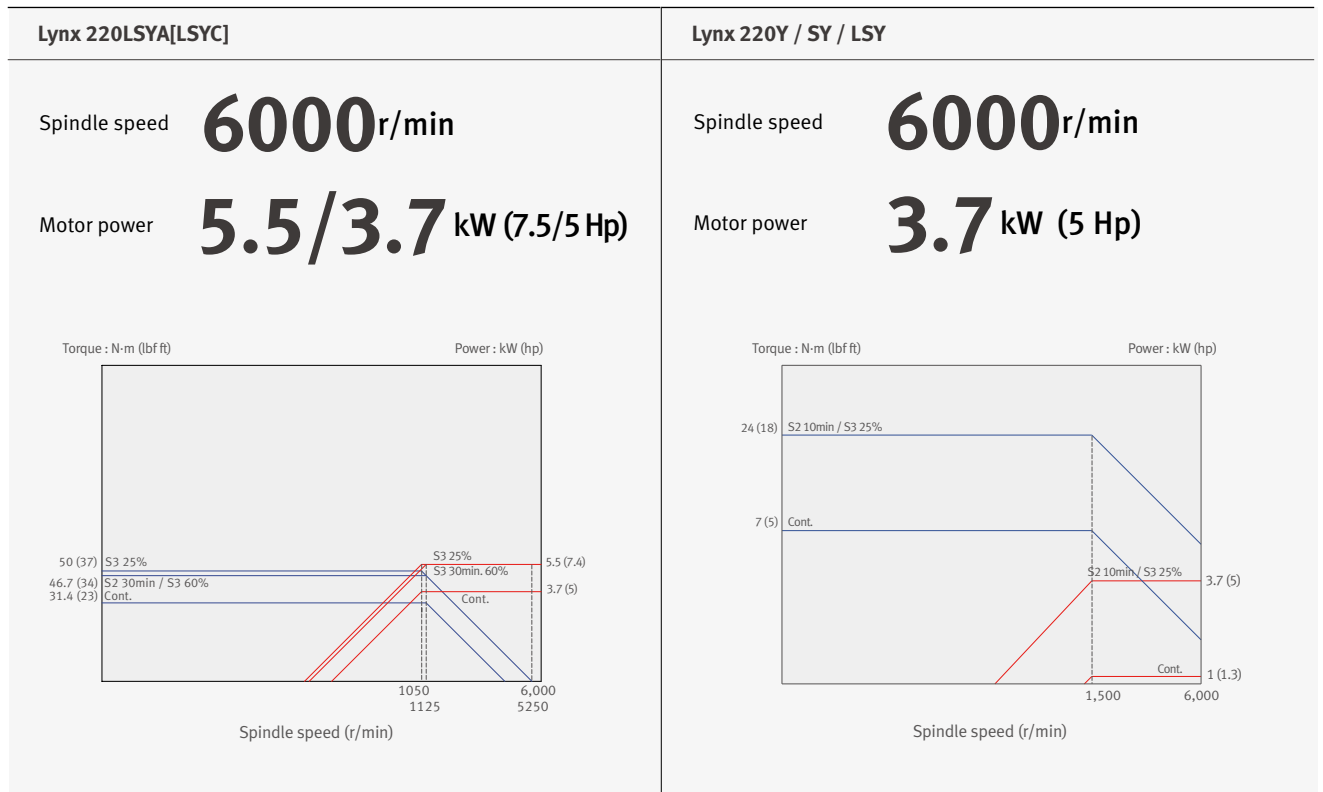 Lynx 220LSYA[LSYC]
Spindle speed 6000r/min
Motor power 5.5/3.7 kW (7.5/5 Hp)
Torque : N·m (lbf ft) Power : kW (hp)
50 (37) S3 25% S3 25% 5.5 (7.4)
46.7 (34) S2 30min / S3 60% S3 30min. 60%
31.4 (23) Cont. Cont. 3.7 (5)
1050 6,000
1125 5250
Spindle speed (r/min)
Lynx 220Y / SY / LSY
Spindle speed 6000r/min
Motor power 3.7 kW (5 Hp)
Torque : N·m (lbf ft) Power : kW (hp)
24 (18) S2 10min / S3 25%
7 (5) Cont.
S2 10min / S3 25% 3.7 (5)
Cont. 1 (1.3)
1,500 6,000
Spindle speed (r/min)